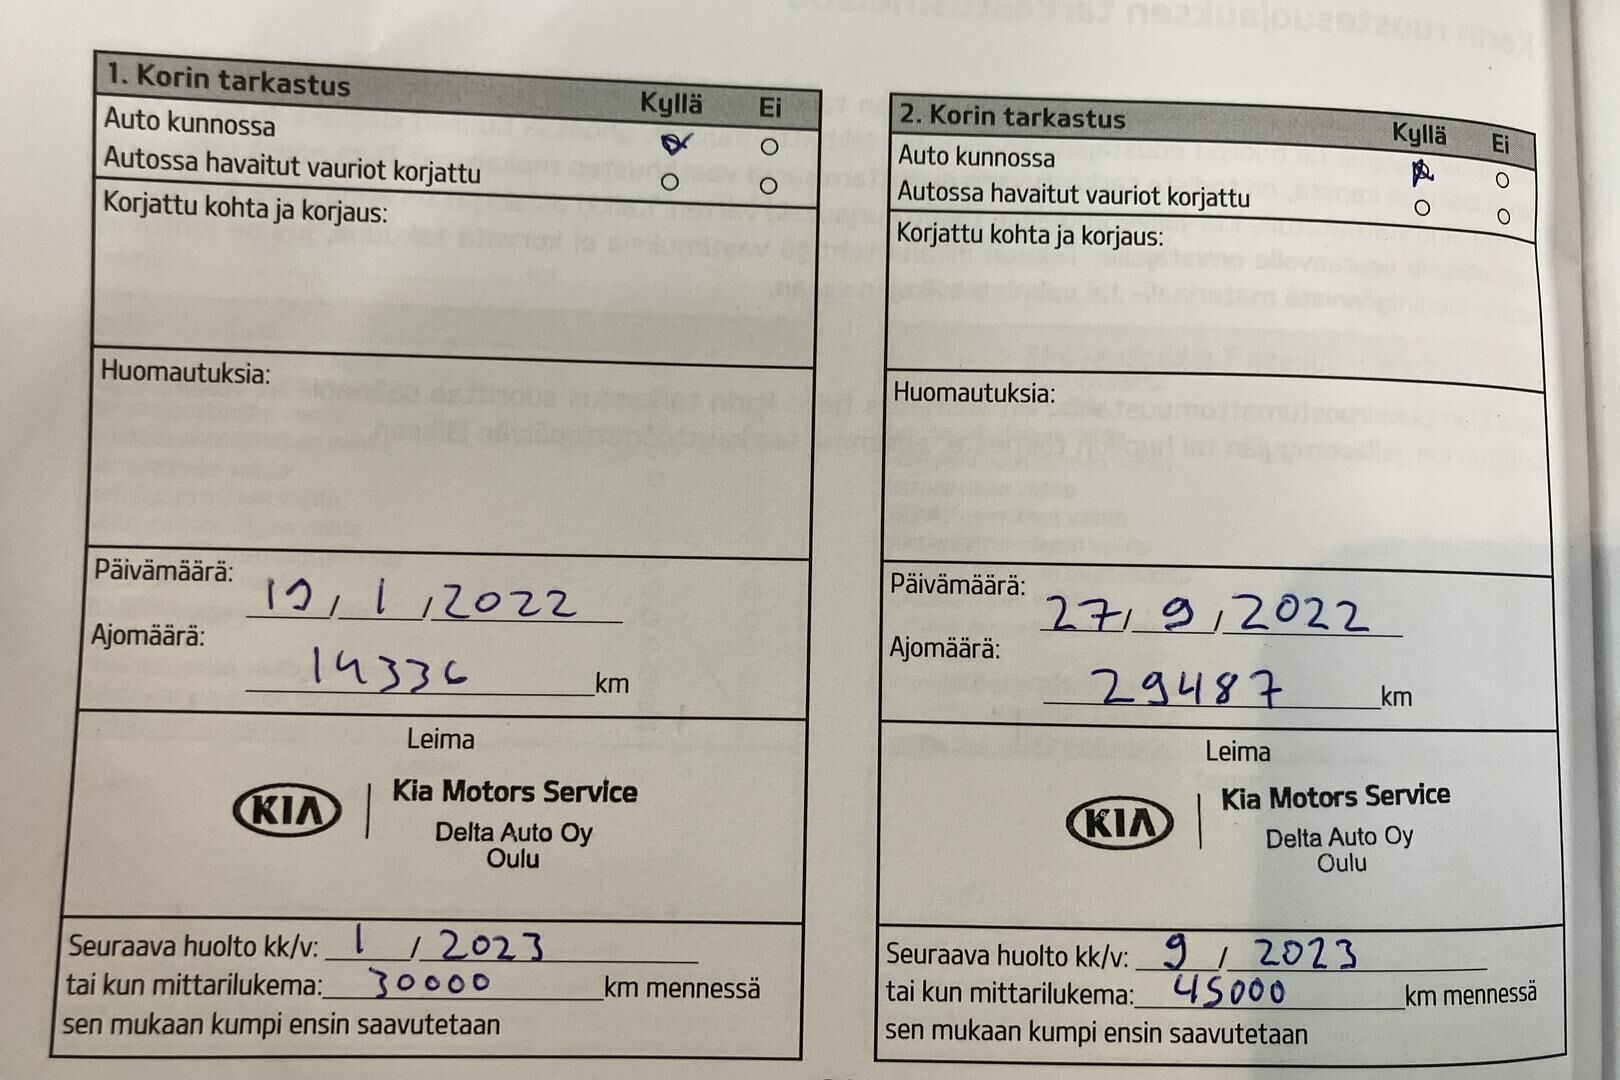 1. Korin tarkastus
Kyllä Ei
Auto kunnossa
Autossa havaitut vauriot korjattu
Korjattu kohta ja korjaus:
Huomautuksia:
Päivämäärä: 19 / 1 / 2022
Ajomäärä: 14336 km
Leima
KIA
Kia Motors Service
Delta Auto Oy
Oulu
Seuraava huolto kk/v: 1 / 2023
tai kun mittarilukema: 30000 km mennessä
sen mukaan kumpi ensin saavutetaan
2. Korin tarkastus
Kyllä Ei
Auto kunnossa
Autossa havaitut vauriot korjattu
Korjattu kohta ja korjaus:
Huomautuksia:
Päivämäärä: 27 / 9 / 2022
Ajomäärä: 29487 km
Leima
KIA
Kia Motors Service
Delta Auto Oy
Oulu
Seuraava huolto kk/v: 9 / 2023
tai kun mittarilukema: 45000 km mennessä
sen mukaan kumpi ensin saavutetaan